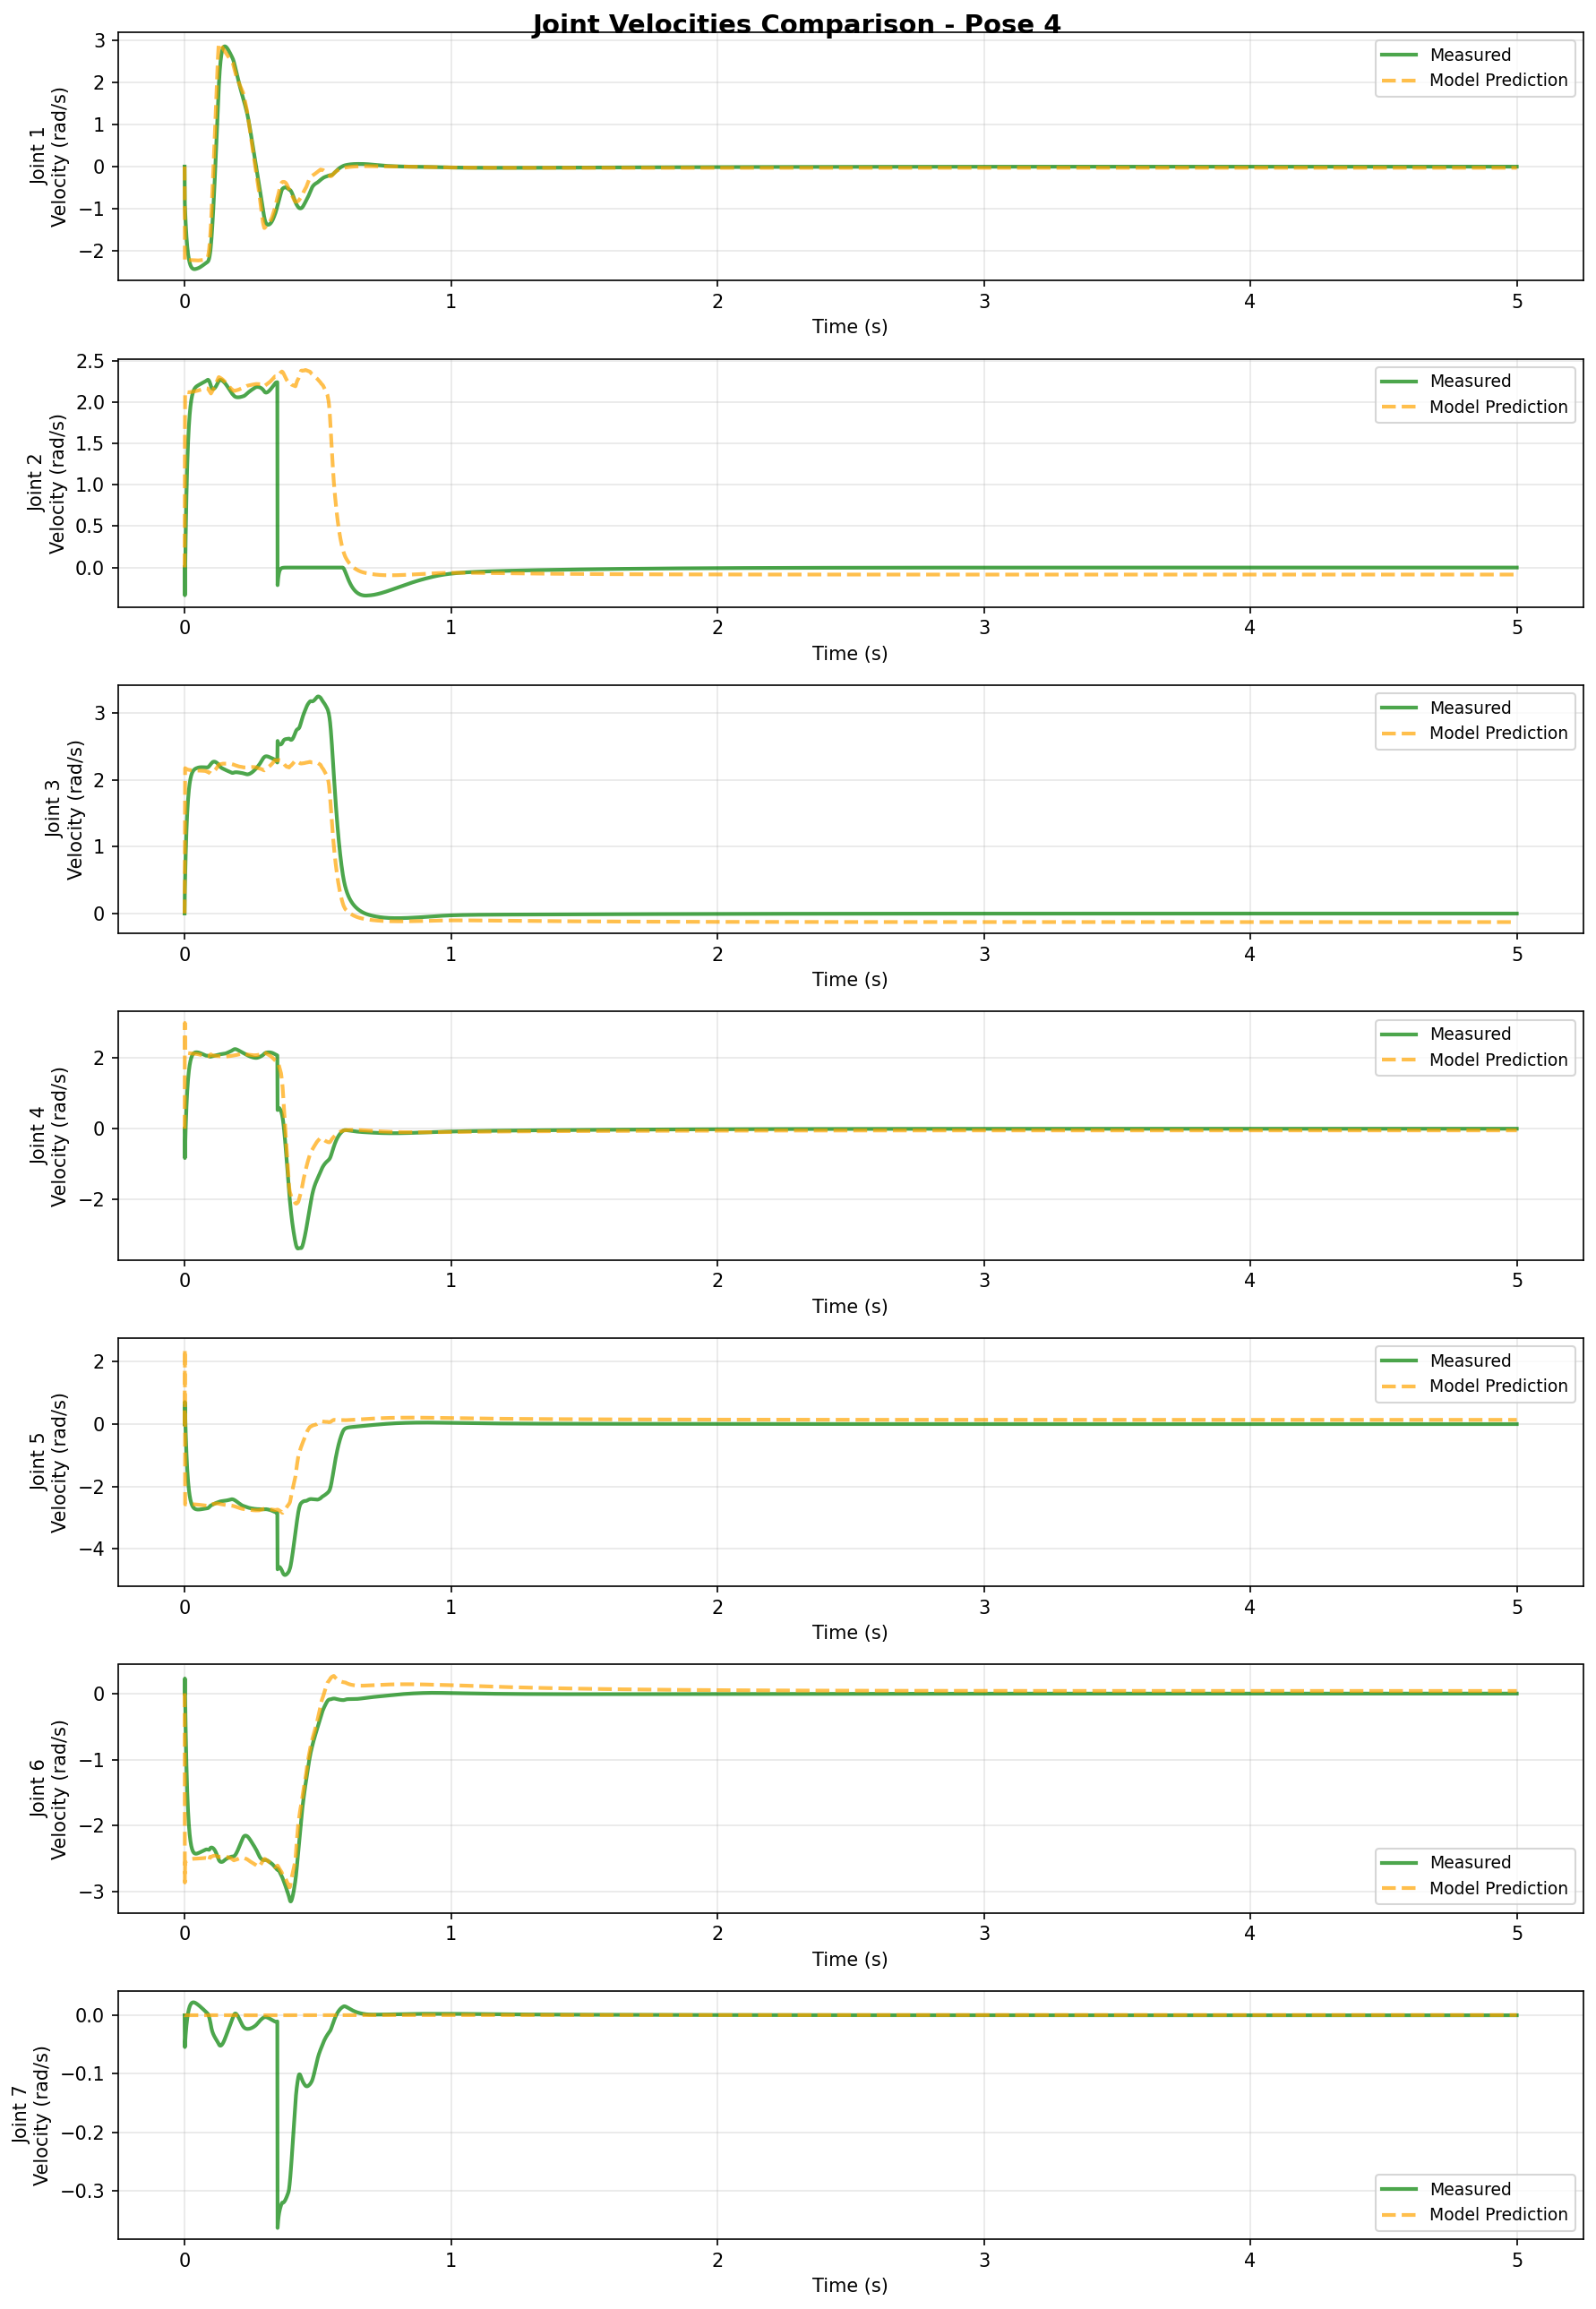 Joint Velocities Comparison - Pose 4
Joint 1
Velocity (rad/s)
3
2
1
0
−1
−2
Measured
Model Prediction
0 1 2 3 4 5
Time (s)
Joint 2
Velocity (rad/s)
2.5
2.0
1.5
1.0
0.5
0.0
Measured
Model Prediction
0 1 2 3 4 5
Time (s)
Joint 3
Velocity (rad/s)
3
2
1
0
Measured
Model Prediction
0 1 2 3 4 5
Time (s)
Joint 4
Velocity (rad/s)
2
0
−2
Measured
Model Prediction
0 1 2 3 4 5
Time (s)
Joint 5
Velocity (rad/s)
2
0
−2
−4
Measured
Model Prediction
0 1 2 3 4 5
Time (s)
Joint 6
Velocity (rad/s)
0
−1
−2
−3
Measured
Model Prediction
0 1 2 3 4 5
Time (s)
Joint 7
Velocity (rad/s)
0.0
−0.1
−0.2
−0.3
Measured
Model Prediction
0 1 2 3 4 5
Time (s)